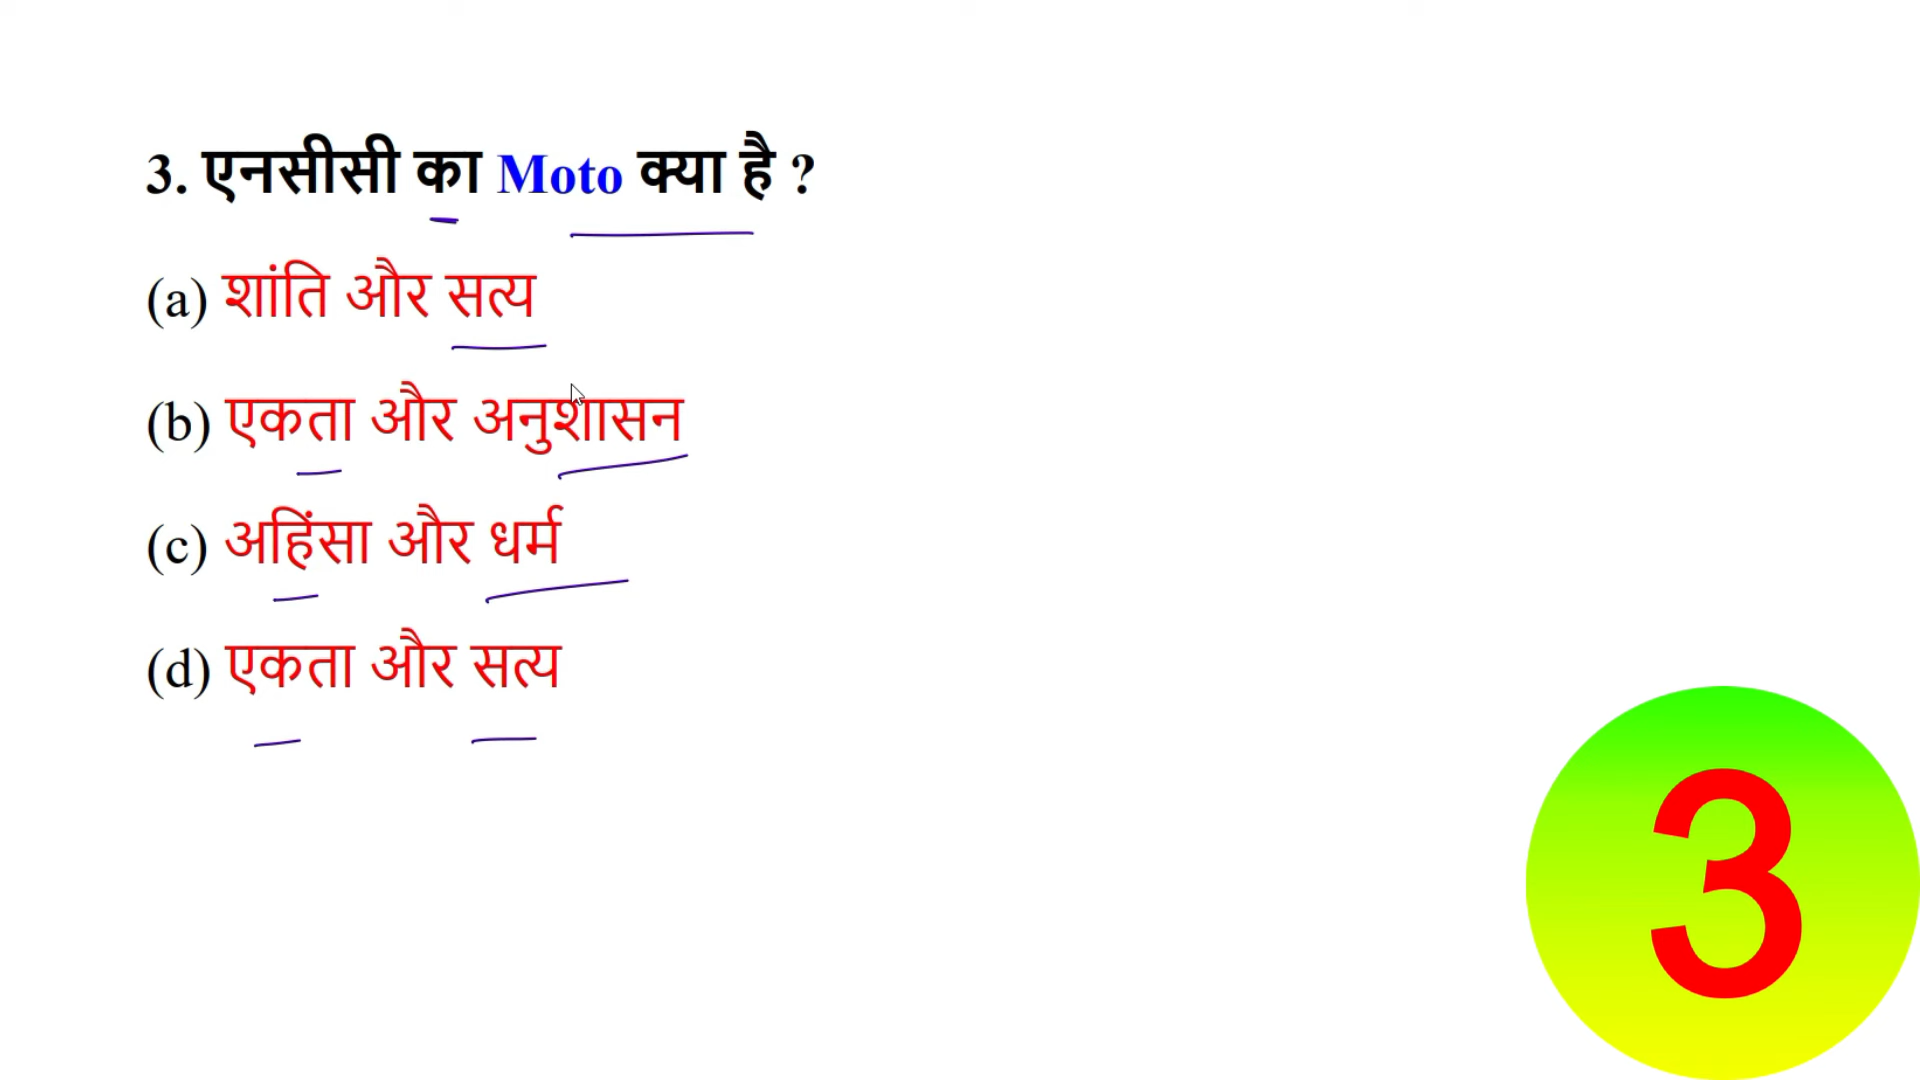 3. एनसीसी का Moto क्या है ?
(a) शांति और सत्य
(b) एकता और अनुशासन
(c) अहिंसा और धर्म
(d) एकता और सत्य
3